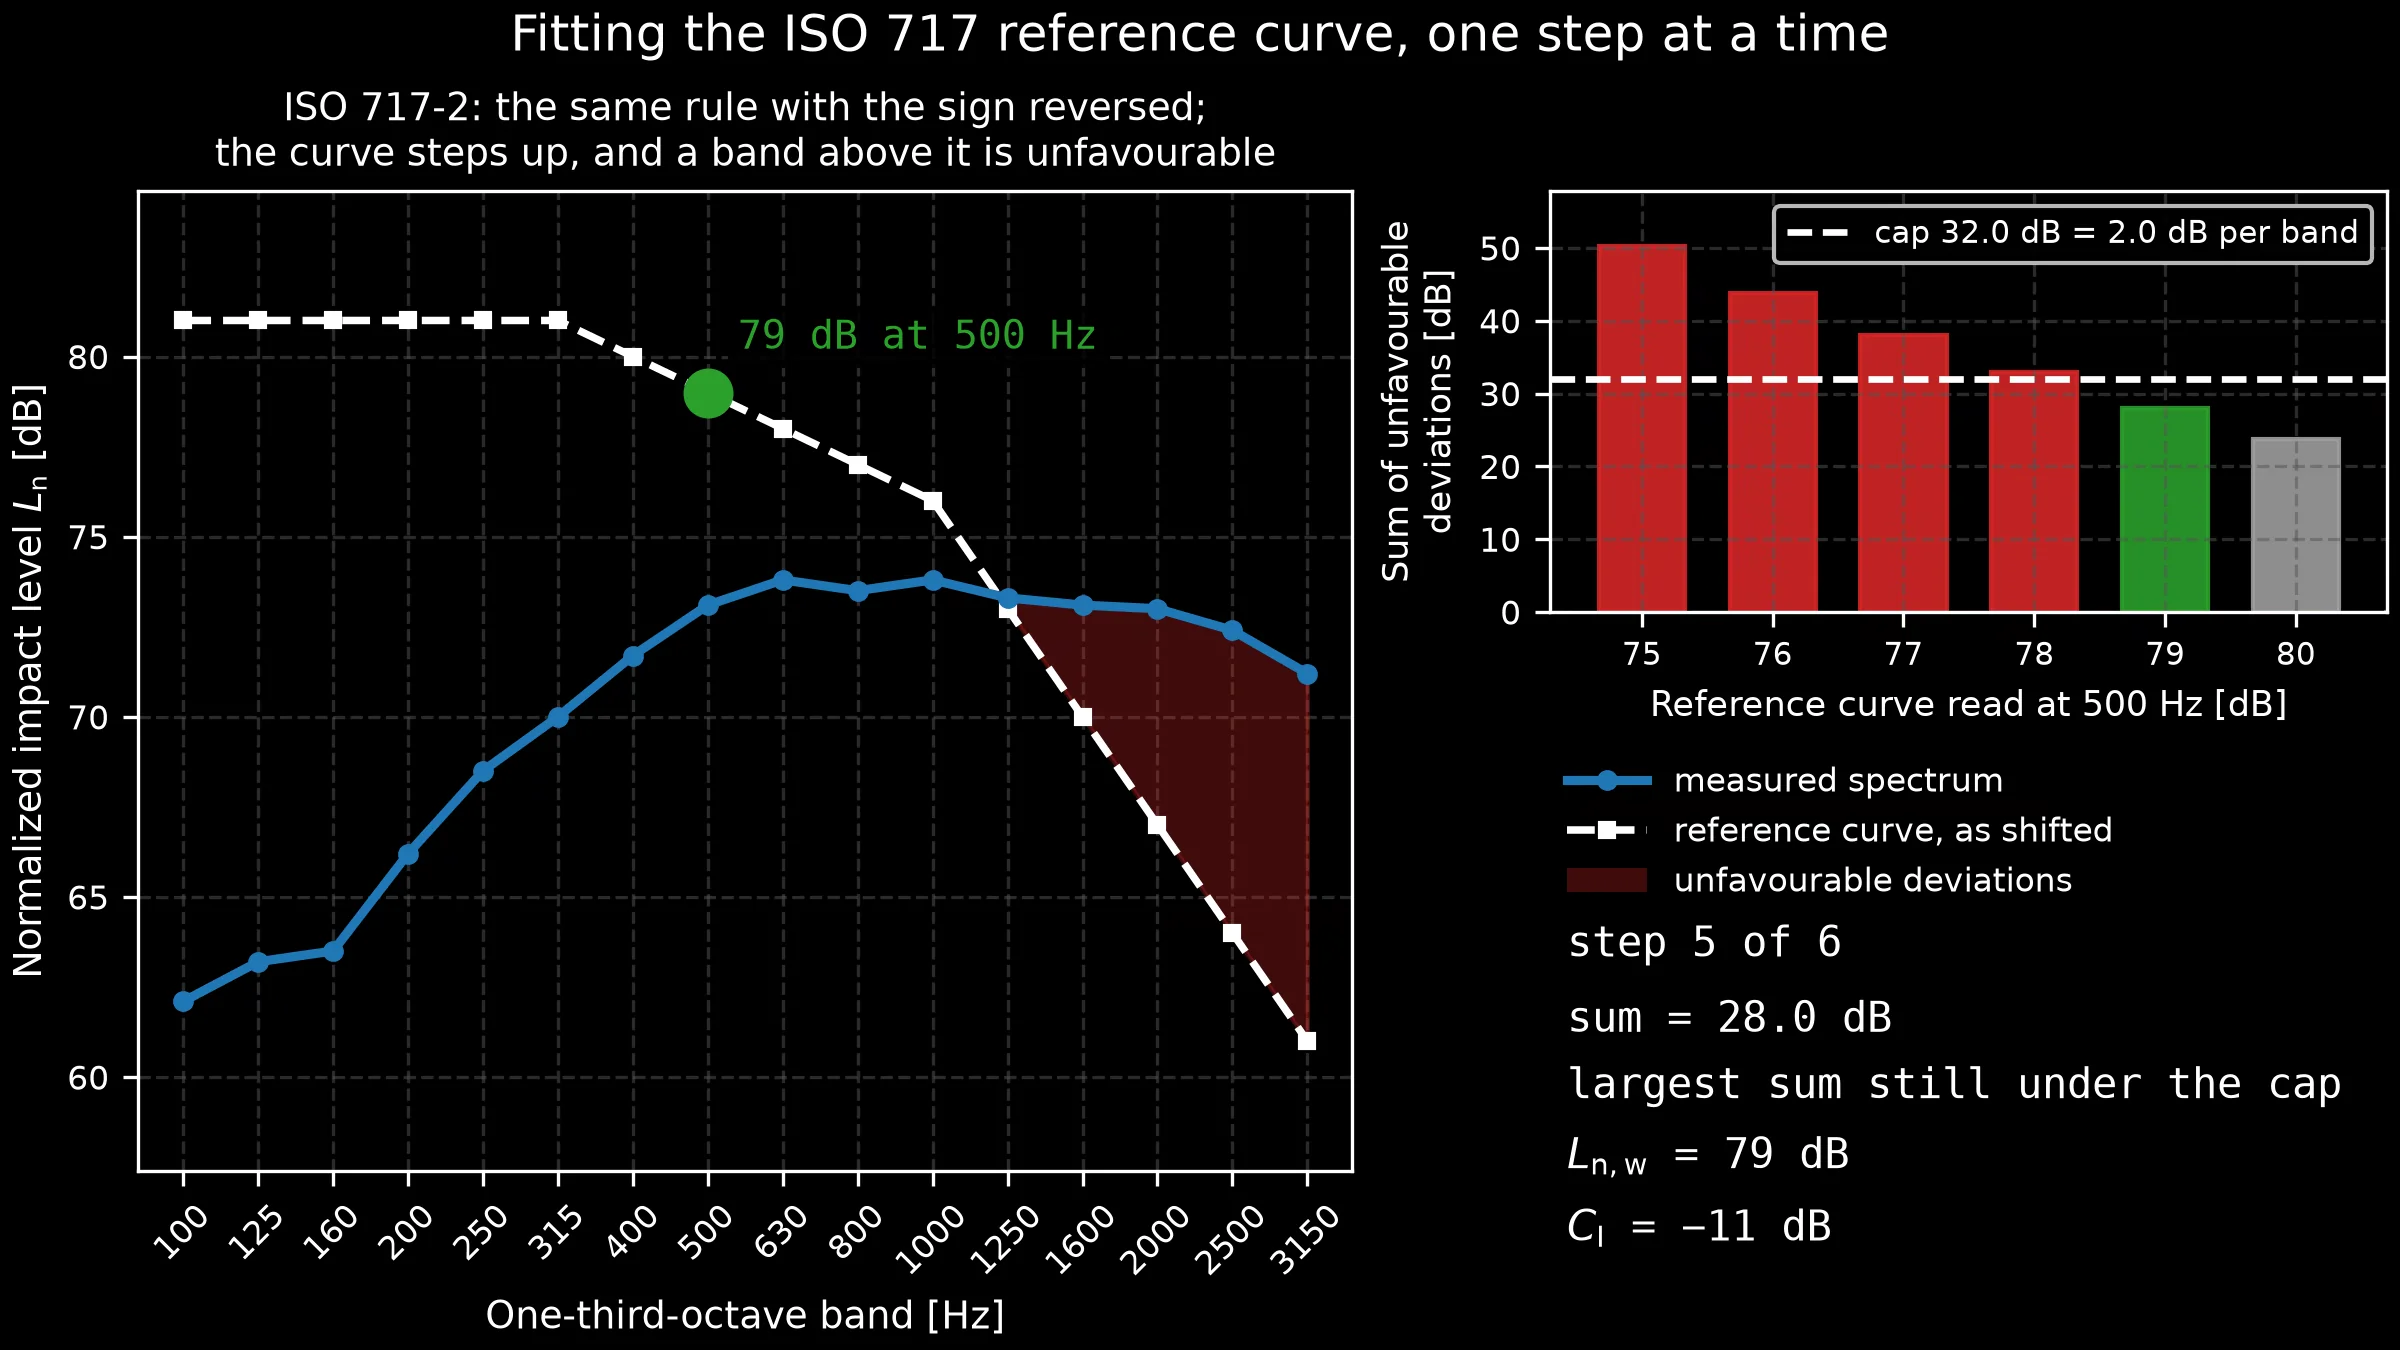 Fitting the ISO 717 reference curve, one step at a time
ISO 717-2: the same rule with the sign reversed;
the curve steps up, and a band above it is unfavourable
Normalized impact level Ln [dB]
80
75
70
65
60
79 dB at 500 Hz
100 125 160 200 250 315 400 500 630 800 1000 1250 1600 2000 2500 3150
One-third-octave band [Hz]
Sum of unfavourable
deviations [dB]
50
40
30
20
10
0
cap 32.0 dB = 2.0 dB per band
75 76 77 78 79 80
Reference curve read at 500 Hz [dB]
measured spectrum
reference curve, as shifted
unfavourable deviations
step 5 of 6
sum = 28.0 dB
largest sum still under the cap
Ln,w = 79 dB
CI = −11 dB